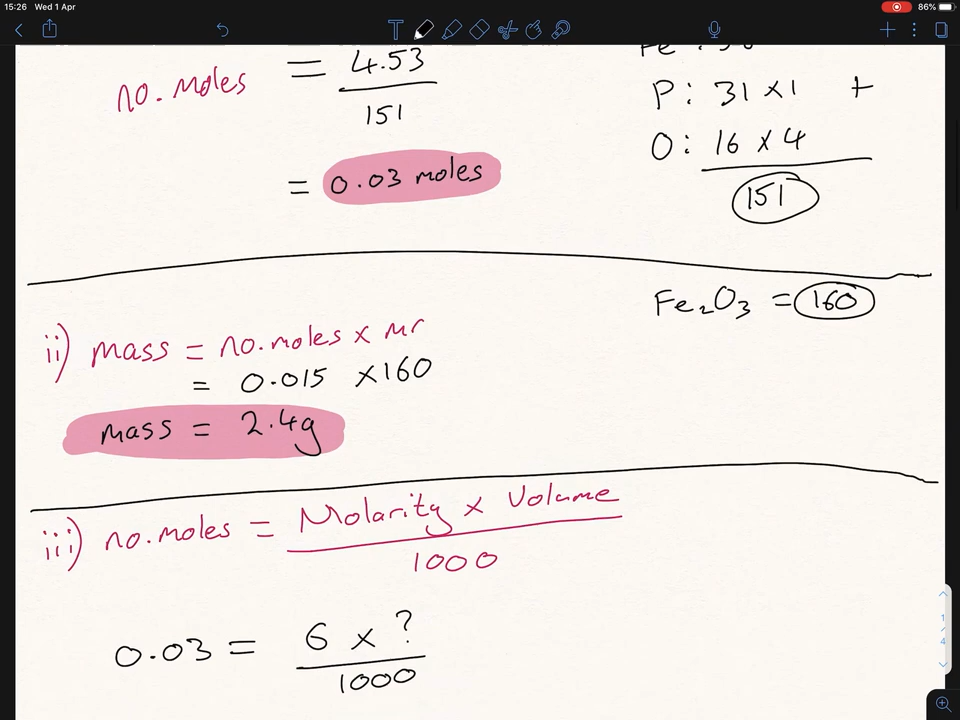 15:26 Wed 1 Apr
86%
T
no. moles = 4.53
151
= 0.03 moles
P: 31 x 1 +
O: 16 x 4
151
Fe₂O₃ = 160
ii) mass = no. moles x Mr
= 0.015 x 160
mass = 2.4g
iii) no. moles = Molarity x Volume
1000
0.03 = 6 x ?
1000
1
4